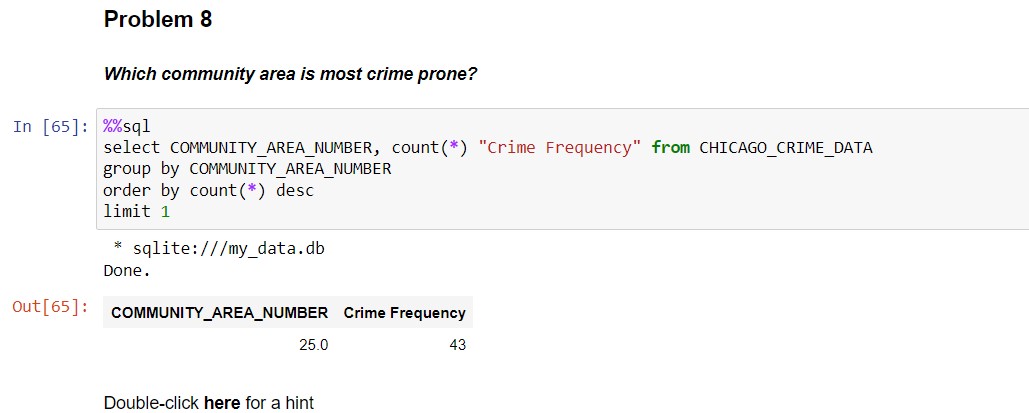 Problem 8
Which community area is most crime prone?
In [65]: %%sql
select COMMUNITY_AREA_NUMBER, count(*) "Crime Frequency" from CHICAGO_CRIME_DATA
group by COMMUNITY_AREA_NUMBER
order by count(*) desc
limit 1
* sqlite:///my_data.db
Done.
Out[65]: COMMUNITY_AREA_NUMBER Crime Frequency
25.0 43
Double-click here for a hint